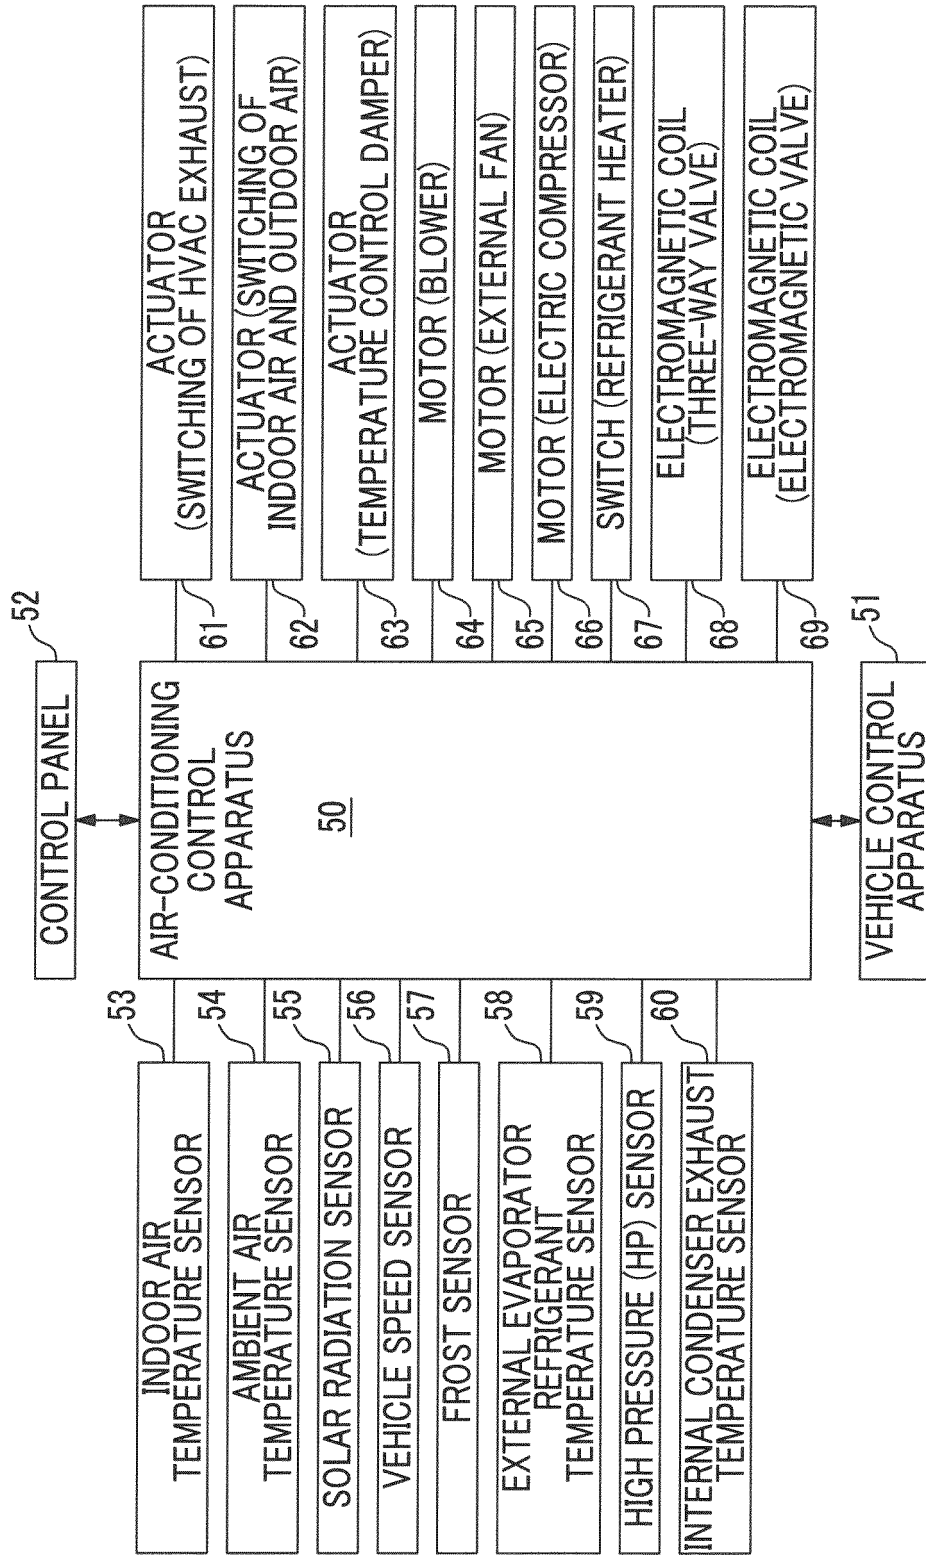 CONTROL PANEL
52
AIR-CONDITIONING
CONTROL
APPARATUS
50
VEHICLE CONTROL
APPARATUS
51
INDOOR AIR
TEMPERATURE SENSOR
53
AMBIENT AIR
TEMPERATURE SENSOR
54
SOLAR RADIATION SENSOR
55
VEHICLE SPEED SENSOR
56
FROST SENSOR
57
EXTERNAL EVAPORATOR
REFRIGERANT
TEMPERATURE SENSOR
58
HIGH PRESSURE (HP) SENSOR
59
INTERNAL CONDENSER EXHAUST
TEMPERATURE SENSOR
60
ACTUATOR
(SWITCHING OF HVAC EXHAUST)
61
ACTUATOR (SWITCHING OF
INDOOR AIR AND OUTDOOR AIR)
62
ACTUATOR
(TEMPERATURE CONTROL DAMPER)
63
MOTOR (BLOWER)
64
MOTOR (EXTERNAL FAN)
65
MOTOR (ELECTRIC COMPRESSOR)
66
SWITCH (REFRIGERANT HEATER)
67
ELECTROMAGNETIC COIL
(THREE-WAY VALVE)
68
ELECTROMAGNETIC COIL
(ELECTROMAGNETIC VALVE)
69